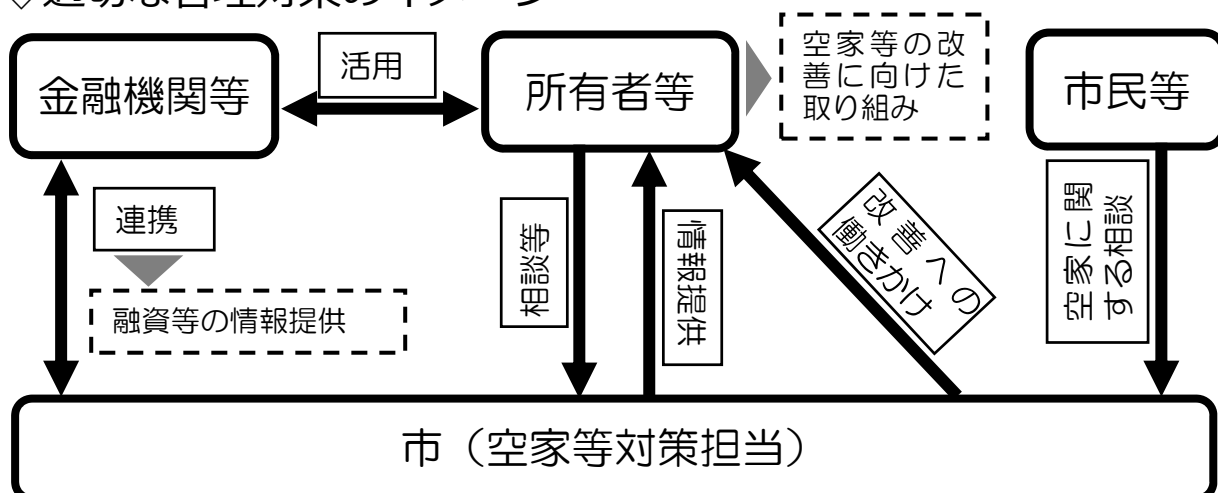 ◇適切な管理対策のイメージ
金融機関等
活用
所有者等
空家等の改
善に向けた
取り組み
市民等
連携
融資等の情報提供
相談等
情報提供
改善への
働きかけ
空家に関
する相談
市（空家等対策担当）